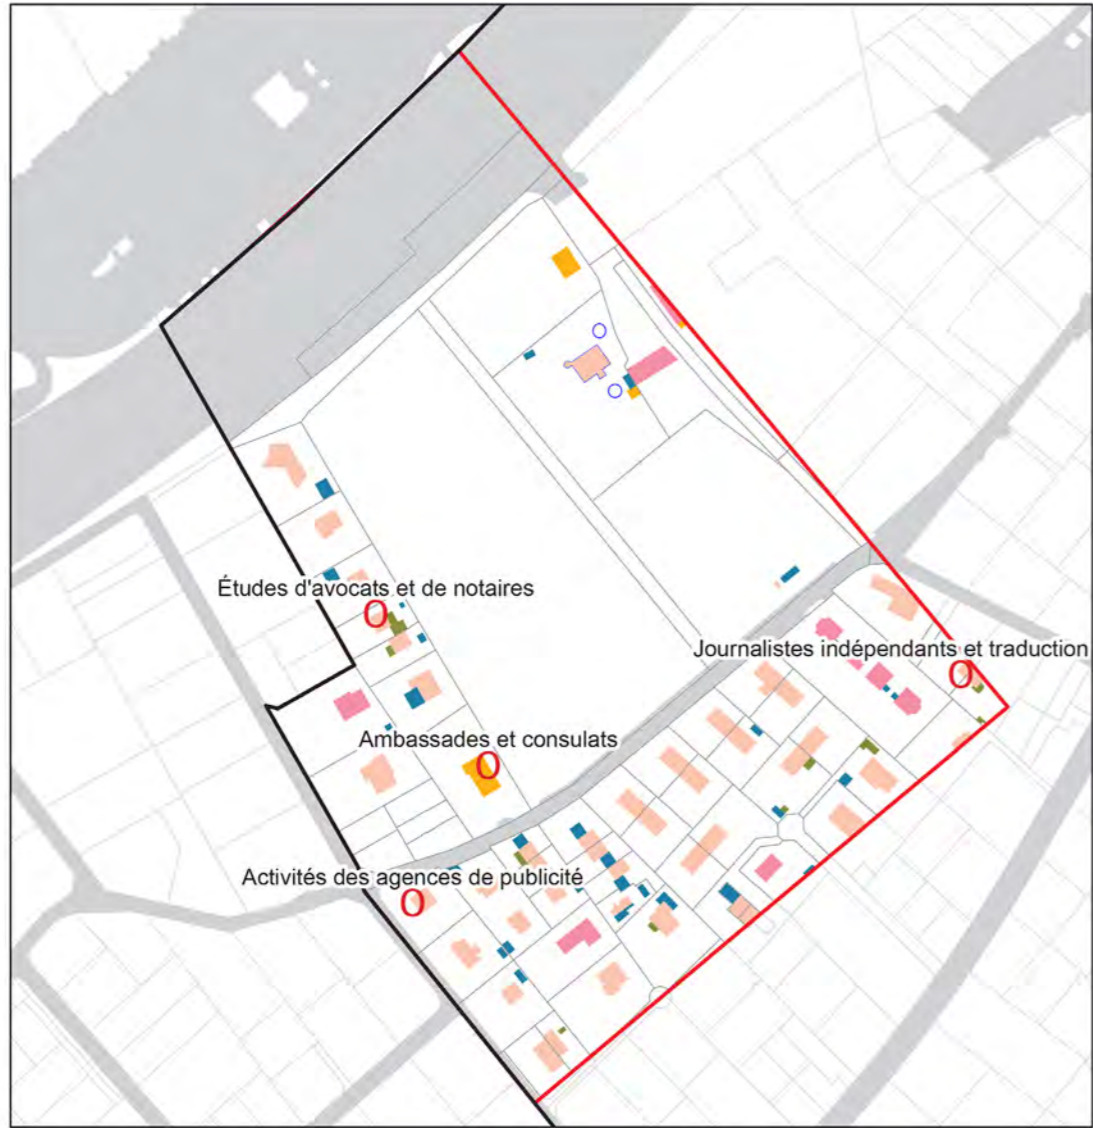 Études d'avocats et de notaires
Journalistes indépendants et traduction
Ambassades et consulats
Activités des agences de publicité